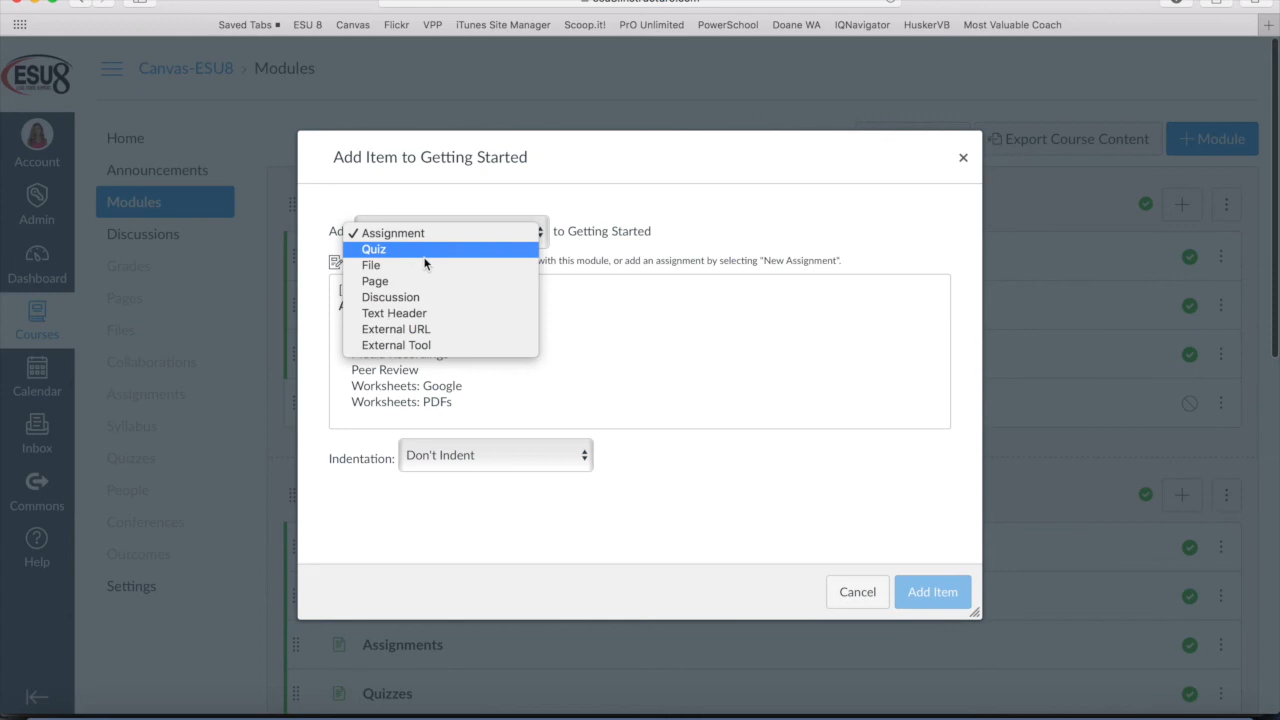 esu8.instructure.com
Saved Tabs ESU 8 Canvas Flickr VPP iTunes Site Manager Scoop.it! PrO Unlimited PowerSchool Doane WA IQNavigator HuskerVB Most Valuable Coach
ESU8
Canvas-ESU8 › Modules
Account
Admin
Dashboard
Courses
Calendar
Inbox
Commons
Help
Home
Announcements
Modules
Discussions
Grades
Pages
Files
Collaborations
Assignments
Syllabus
Quizzes
People
Conferences
Outcomes
Settings
Export Course Content
+ Module
Add Item to Getting Started
×
Ad to Getting Started
✓ Assignment
Quiz
File
Page
Discussion
Text Header
External URL
External Tool
with this module, or add an assignment by selecting "New Assignment".
Peer Review
Worksheets: Google
Worksheets: PDFs
Indentation: Don't Indent
Cancel
Add Item
Assignments
Quizzes